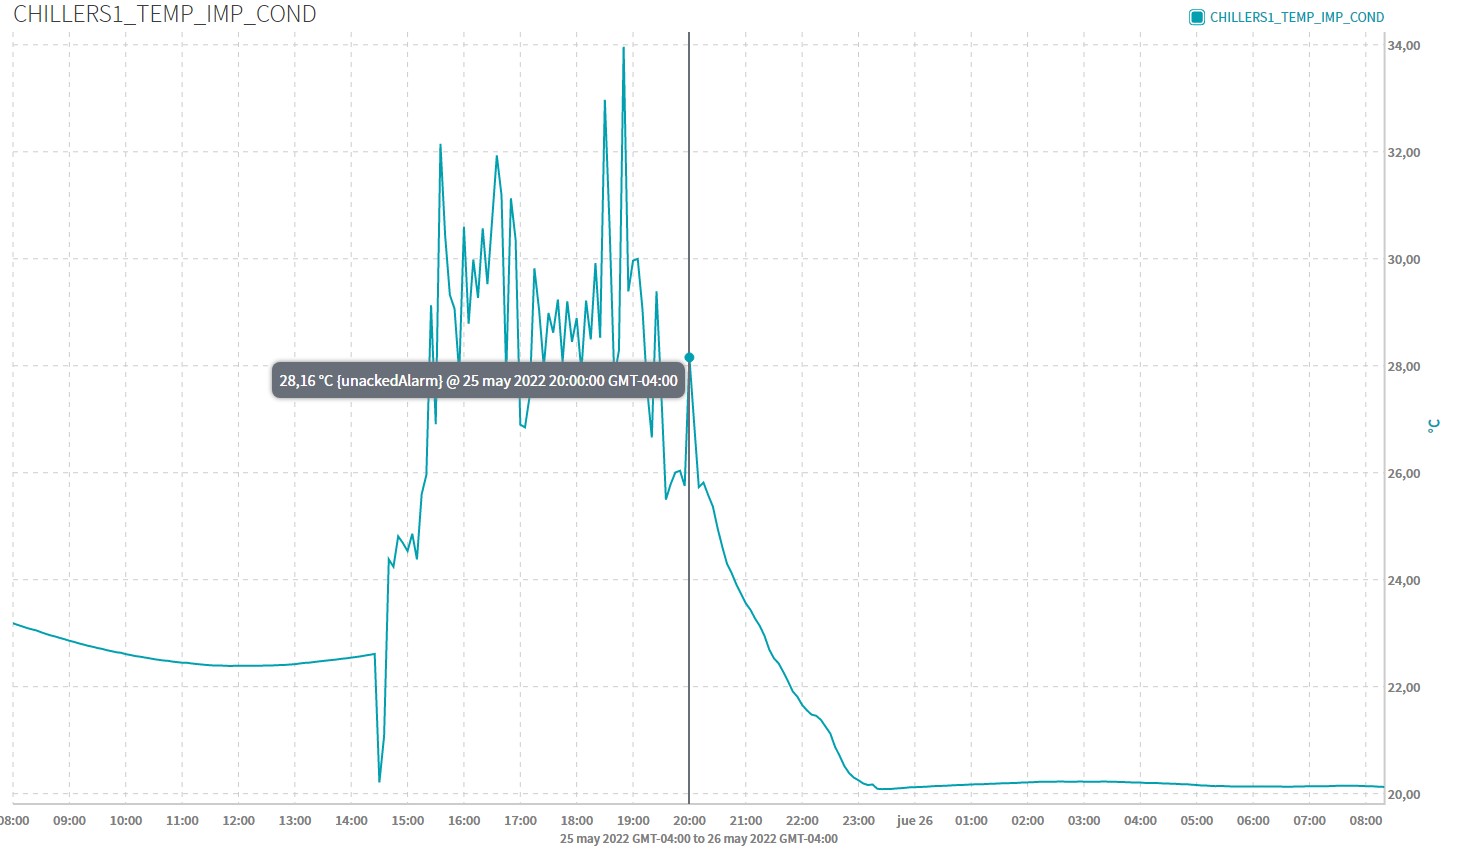 CHILLERS1_TEMP_IMP_COND
CHILLERS1_TEMP_IMP_COND
34,00
32,00
30,00
28,00
28,16 °C {unackedAlarm} @ 25 may 2022 20:00:00 GMT-04:00
°C
26,00
24,00
22,00
20,00
08:00 09:00 10:00 11:00 12:00 13:00 14:00 15:00 16:00 17:00 18:00 19:00 20:00 21:00 22:00 23:00 jue 26 01:00 02:00 03:00 04:00 05:00 06:00 07:00 08:00
25 may 2022 GMT-04:00 to 26 may 2022 GMT-04:00